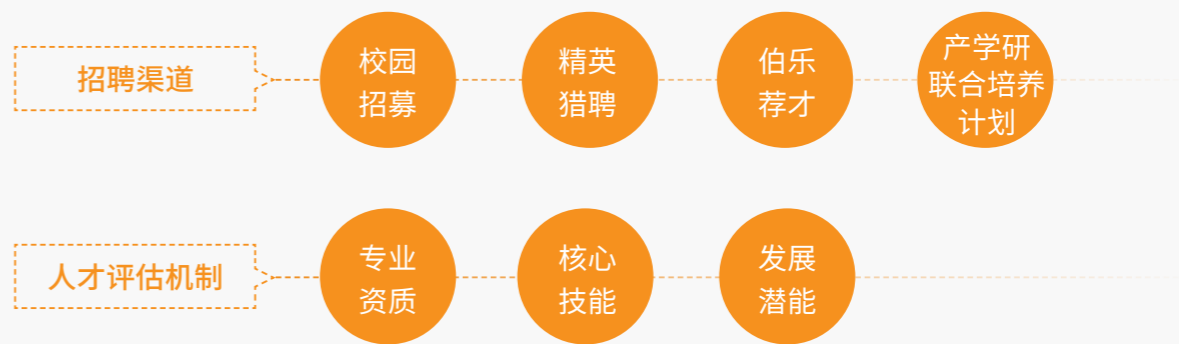 招聘渠道
校园
招募
精英
猎聘
伯乐
荐才
产学研
联合培养
计划
人才评估机制
专业
资质
核心
技能
发展
潜能